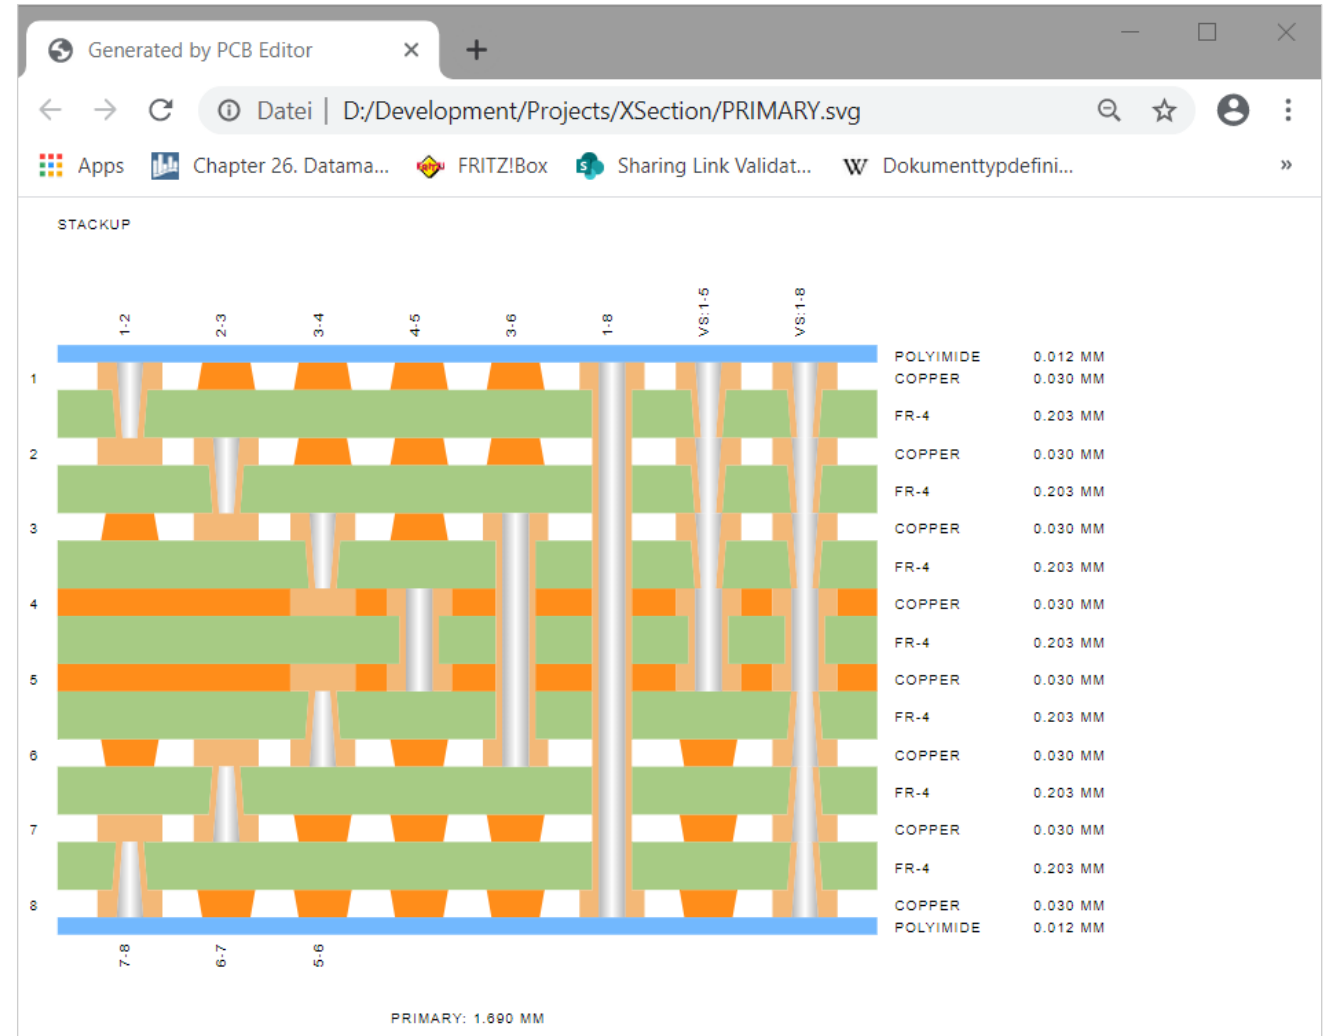 Generated by PCB Editor
Datei | D:/Development/Projects/XSection/PRIMARY.svg
Apps Chapter 26. Datama... FRITZ!Box Sharing Link Validat... W Dokumenttypdefini... »
STACKUP
1-2 2-3 3-4 4-5 3-6 1-8 VS:1-5 VS:1-8
POLYIMIDE 0.012 MM
1 COPPER 0.030 MM
FR-4 0.203 MM
2 COPPER 0.030 MM
FR-4 0.203 MM
3 COPPER 0.030 MM
FR-4 0.203 MM
4 COPPER 0.030 MM
FR-4 0.203 MM
5 COPPER 0.030 MM
FR-4 0.203 MM
6 COPPER 0.030 MM
FR-4 0.203 MM
7 COPPER 0.030 MM
FR-4 0.203 MM
8 COPPER 0.030 MM
POLYIMIDE 0.012 MM
7-8 6-7 5-6
PRIMARY: 1.690 MM